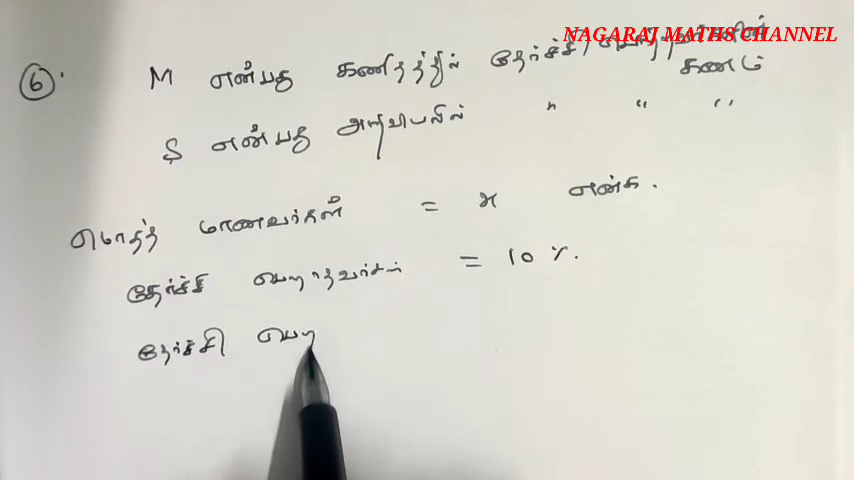 NAGARAJ MATHS CHANNEL
6. M என்பது கணிதத்தில் தேர்ச்சி பெற்றவர்களின்
கணம்
S என்பது அறிவியலில் " " "
மொத்த மாணவர்கள் = x என்க.
தேர்ச்சி பெறாதவர்கள் = 10 %.
தேர்ச்சி பெற